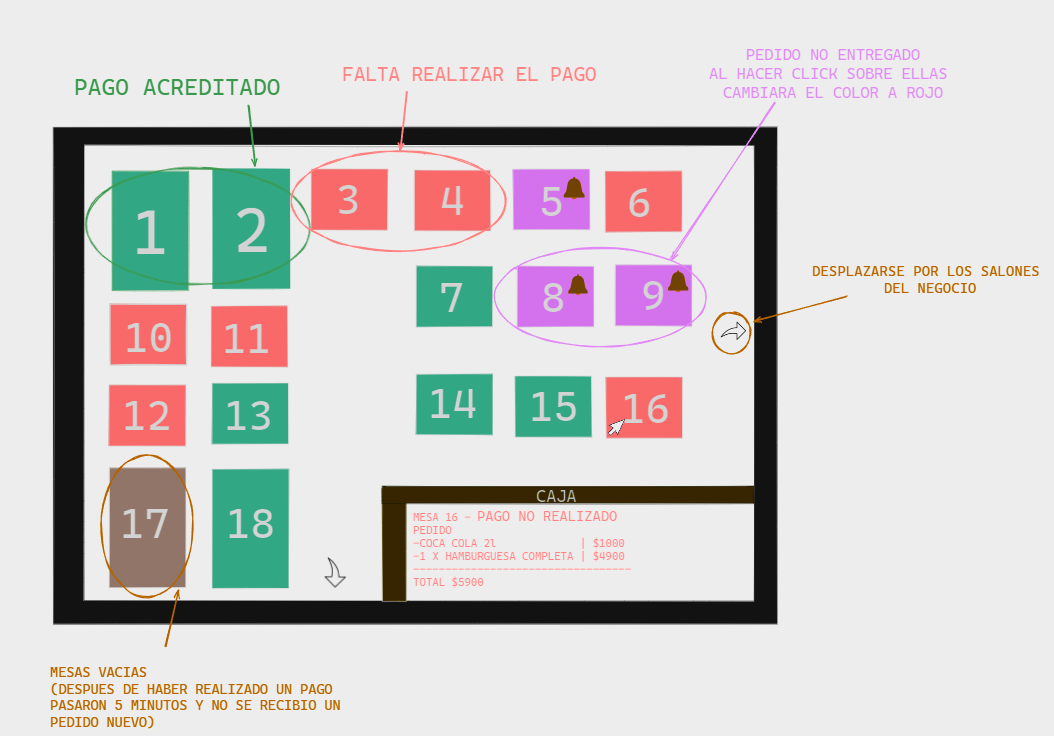 PEDIDO NO ENTREGADO
AL HACER CLICK SOBRE ELLAS
CAMBIARA EL COLOR A ROJO
FALTA REALIZAR EL PAGO
PAGO ACREDITADO
1
2
3
4
5
6
7
8
9
DESPLAZARSE POR LOS SALONES
DEL NEGOCIO
10
11
12
13
14
15
16
17
18
CAJA
MESA 16 - PAGO NO REALIZADO
PEDIDO
-COCA COLA 2l | $1000
-1 X HAMBURGUESA COMPLETA | $4900
----------------------------------
TOTAL $5900
MESAS VACIAS
(DESPUES DE HABER REALIZADO UN PAGO
PASARON 5 MINUTOS Y NO SE RECIBIO UN
PEDIDO NUEVO)